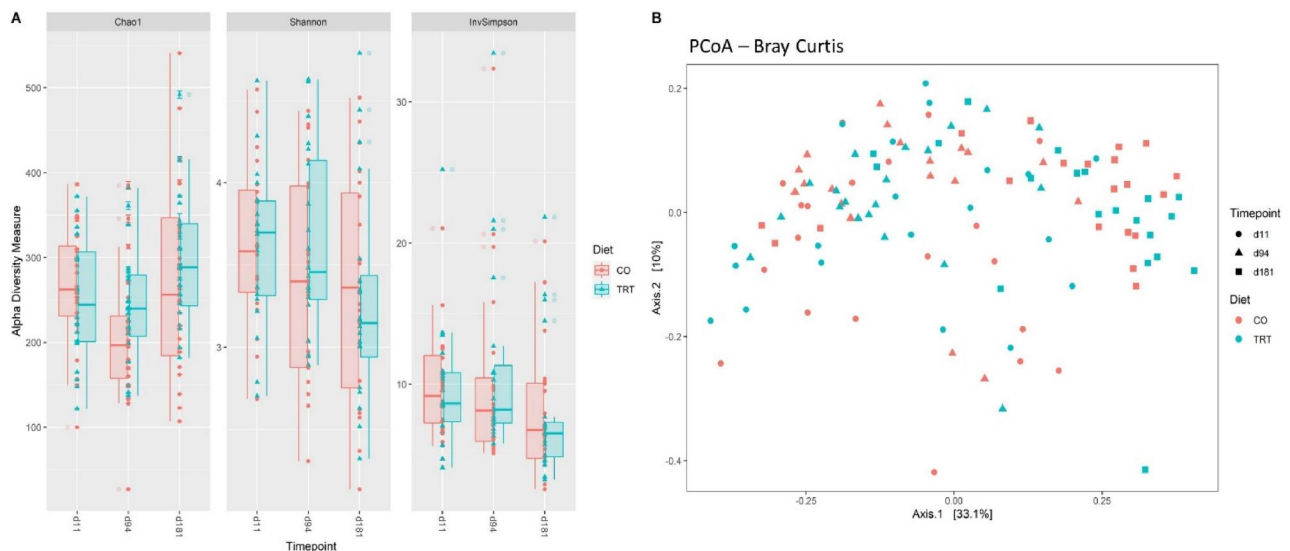 A
Chao1
Shannon
InvSimpson
Alpha Diversity Measure
500
400
300
200
100
4
3
30
20
10
d11
d94
d181
d11
d94
d181
d11
d94
d181
Timepoint
Diet
CO
TRT
B
PCoA – Bray Curtis
Axis.2 [10%]
0.2
0.0
-0.2
-0.4
-0.25
0.00
0.25
Axis.1 [33.1%]
Timepoint
d11
d94
d181
Diet
CO
TRT